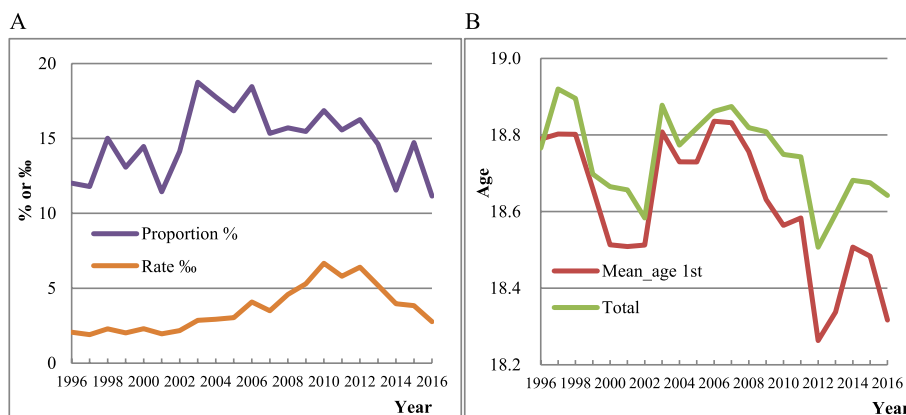 A
20
15
10
5
0
% or ‰
Proportion %
Rate ‰
1996 1998 2000 2002 2004 2006 2008 2010 2012 2014 2016
Year
B
19.0
18.8
18.6
18.4
18.2
Age
Mean_age 1st
Total
1996 1998 2000 2002 2004 2006 2008 2010 2012 2014 2016
Year